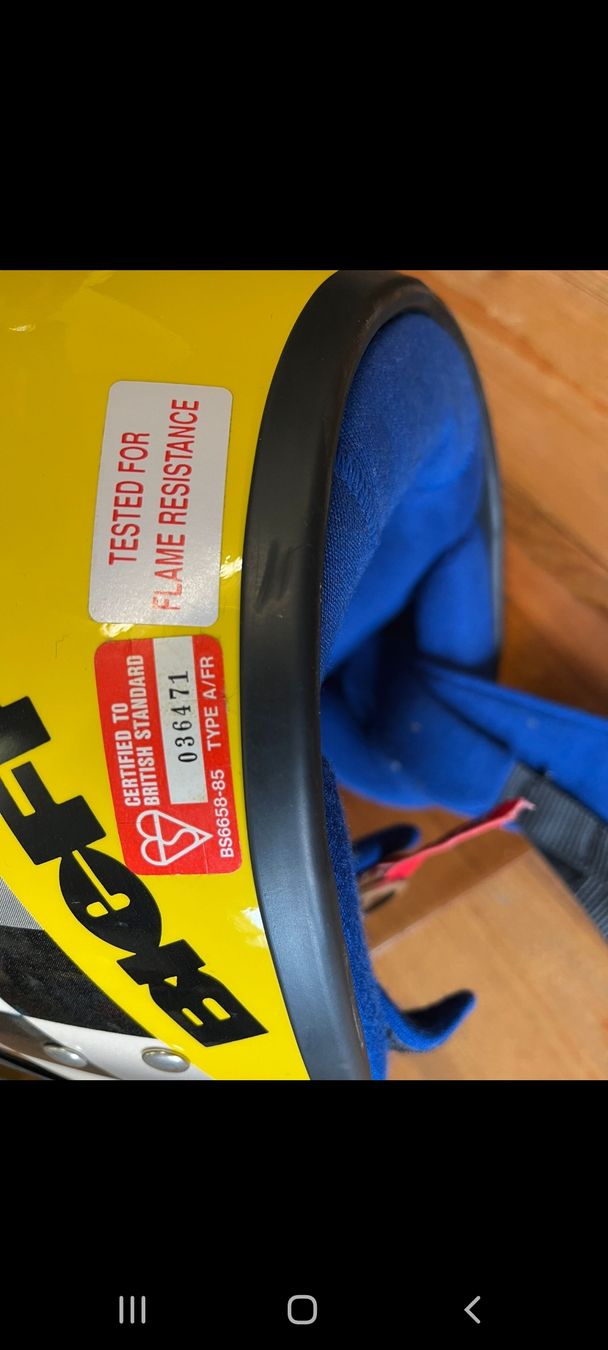 TESTED FOR
FLAME RESISTANCE
CERTIFIED TO
BRITISH STANDARD
036471
BS6658-85 TYPE A/FR